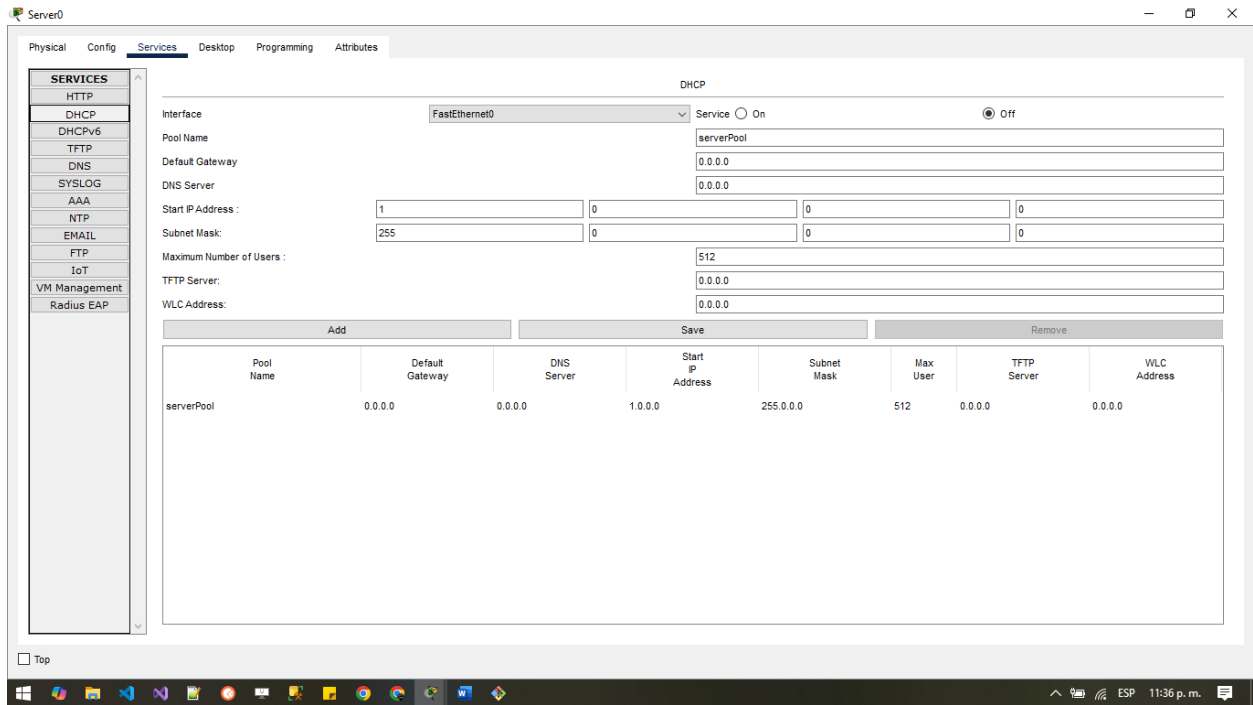 Server0
Physical Config Services Desktop Programming Attributes
SERVICES
HTTP
DHCP
DHCPv6
TFTP
DNS
SYSLOG
AAA
NTP
EMAIL
FTP
IoT
VM Management
Radius EAP
DHCP
Interface FastEthernet0 Service On Off
Pool Name serverPool
Default Gateway 0.0.0.0
DNS Server 0.0.0.0
Start IP Address : 1 0 0 0
Subnet Mask: 255 0 0 0
Maximum Number of Users : 512
TFTP Server: 0.0.0.0
WLC Address: 0.0.0.0
Add Save Remove
Pool Name Default Gateway DNS Server Start IP Address Subnet Mask Max User TFTP Server WLC Address
serverPool 0.0.0.0 0.0.0.0 1.0.0.0 255.0.0.0 512 0.0.0.0 0.0.0.0
Top
ESP 11:36 p. m.